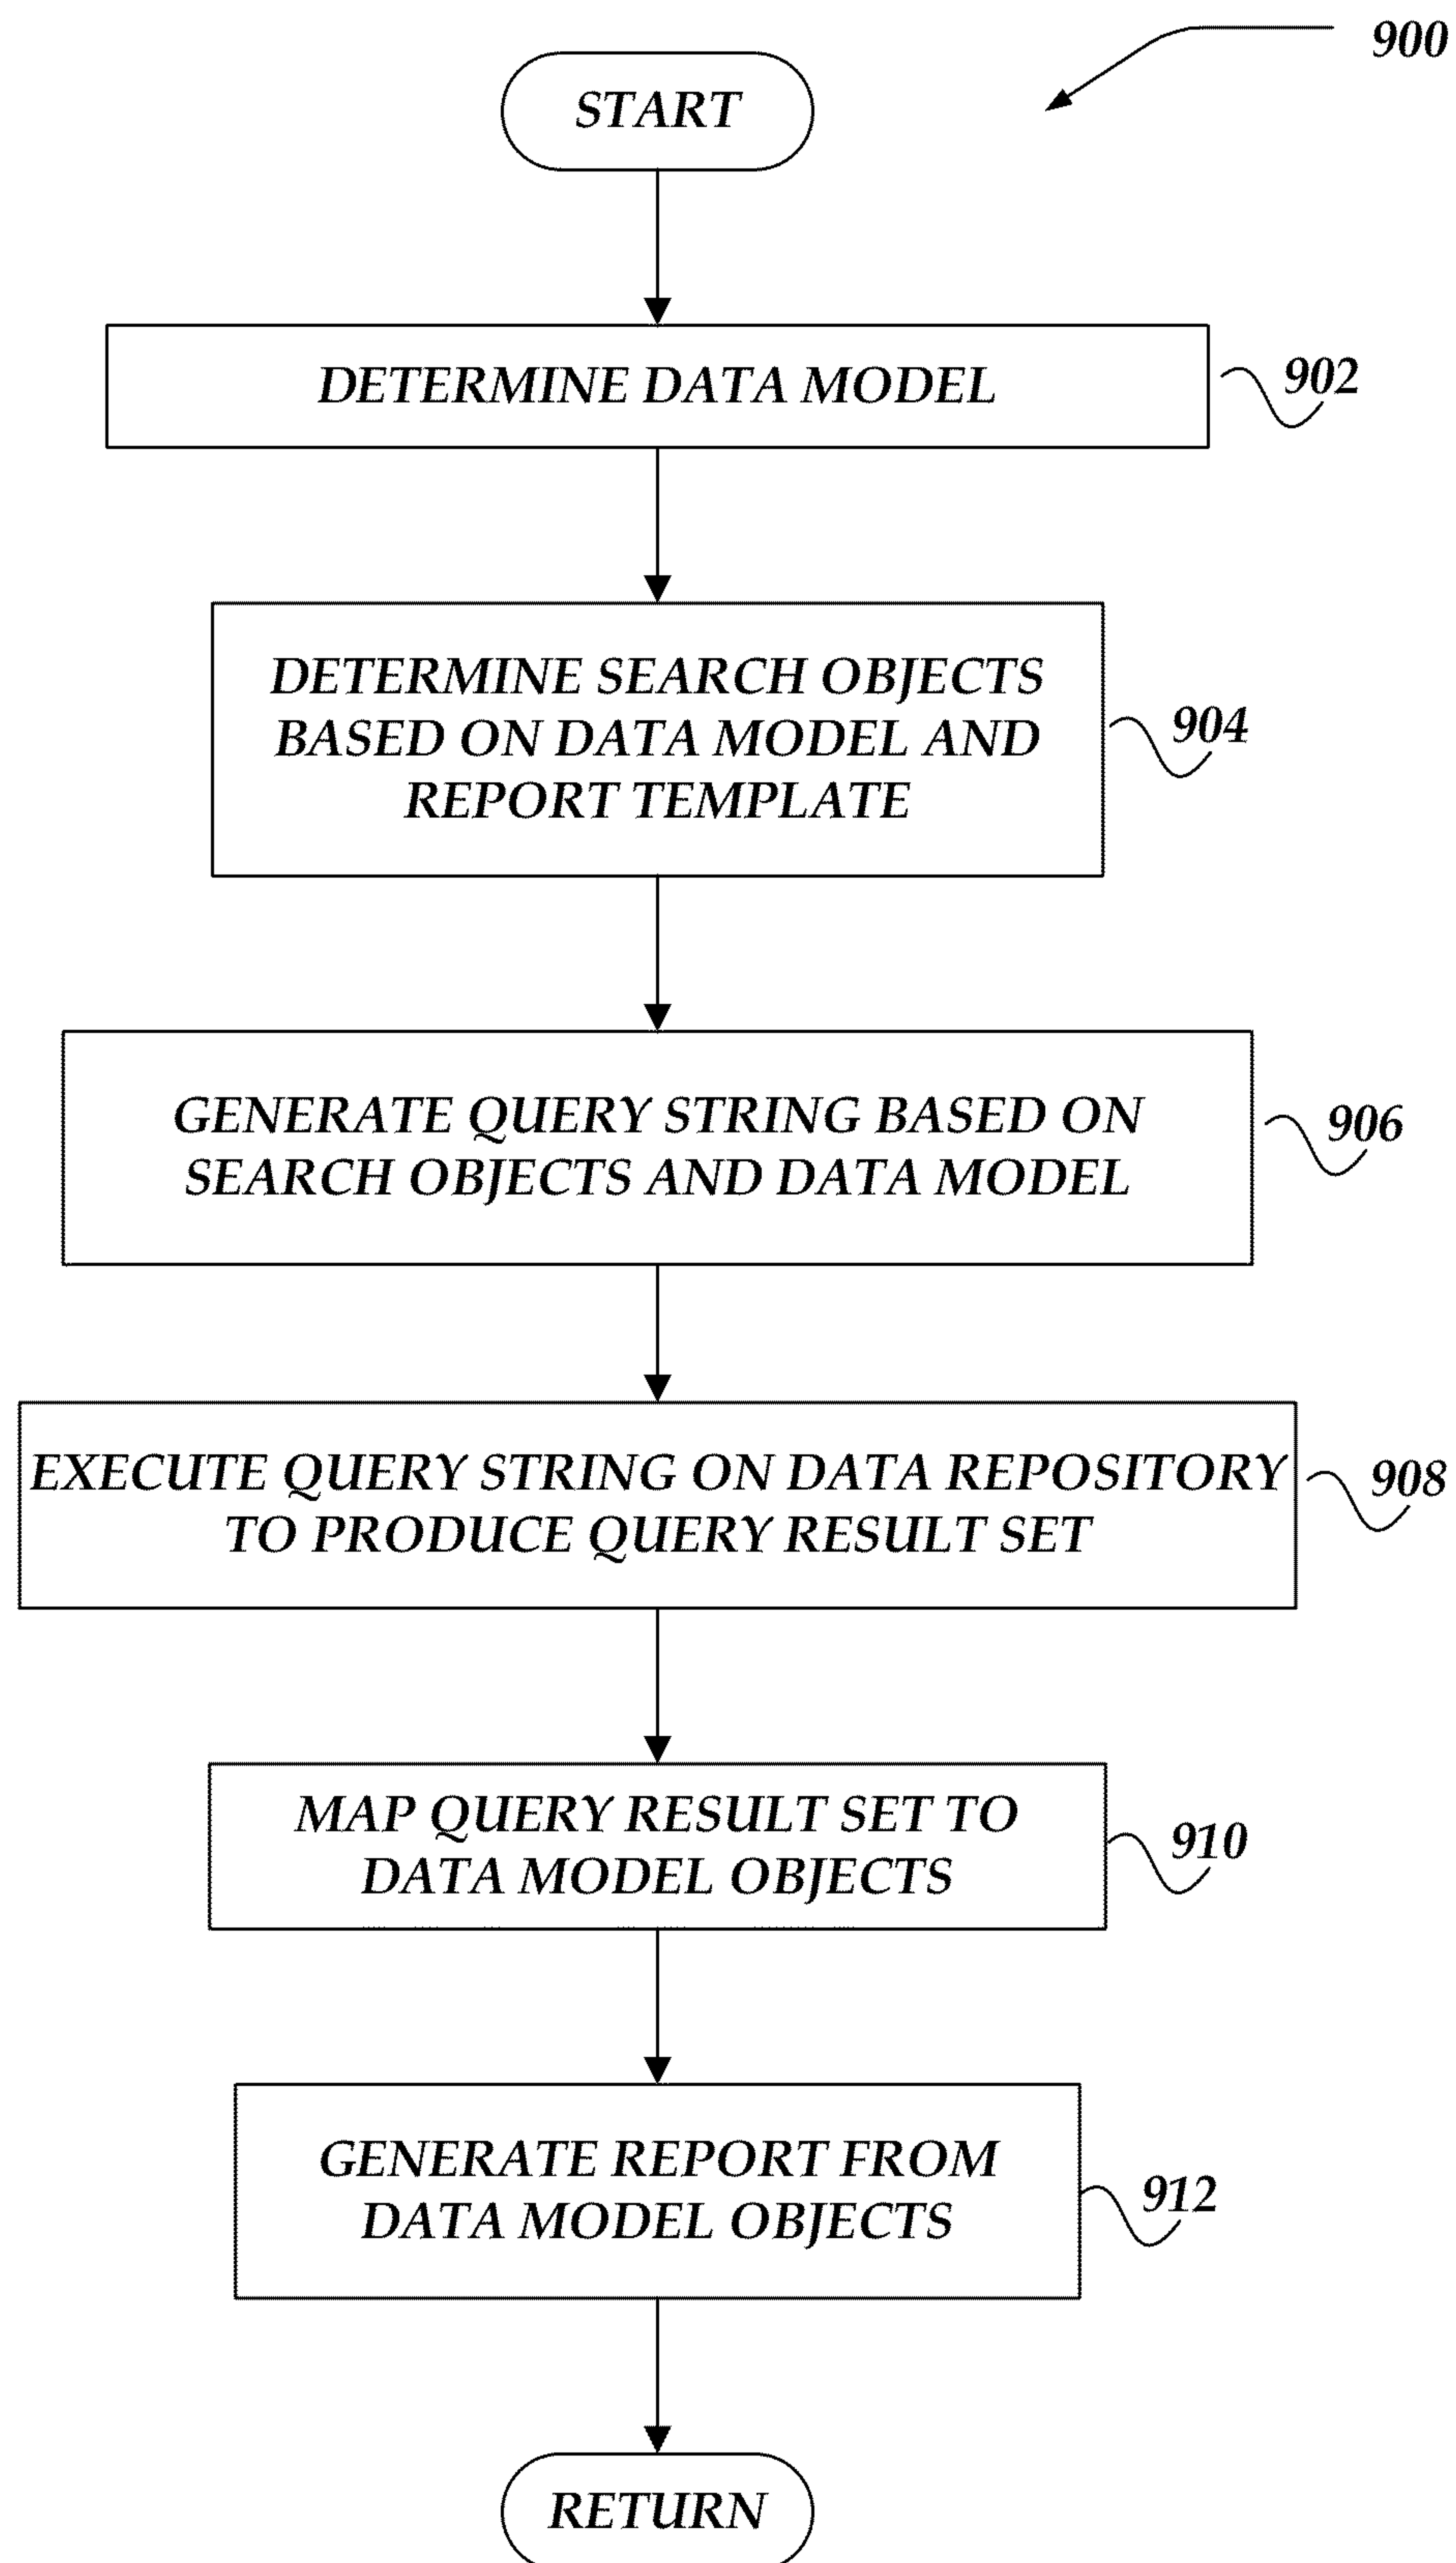 900
START
DETERMINE DATA MODEL
902
DETERMINE SEARCH OBJECTS
BASED ON DATA MODEL AND
REPORT TEMPLATE
904
GENERATE QUERY STRING BASED ON
SEARCH OBJECTS AND DATA MODEL
906
EXECUTE QUERY STRING ON DATA REPOSITORY
TO PRODUCE QUERY RESULT SET
908
MAP QUERY RESULT SET TO
DATA MODEL OBJECTS
910
GENERATE REPORT FROM
DATA MODEL OBJECTS
912
RETURN